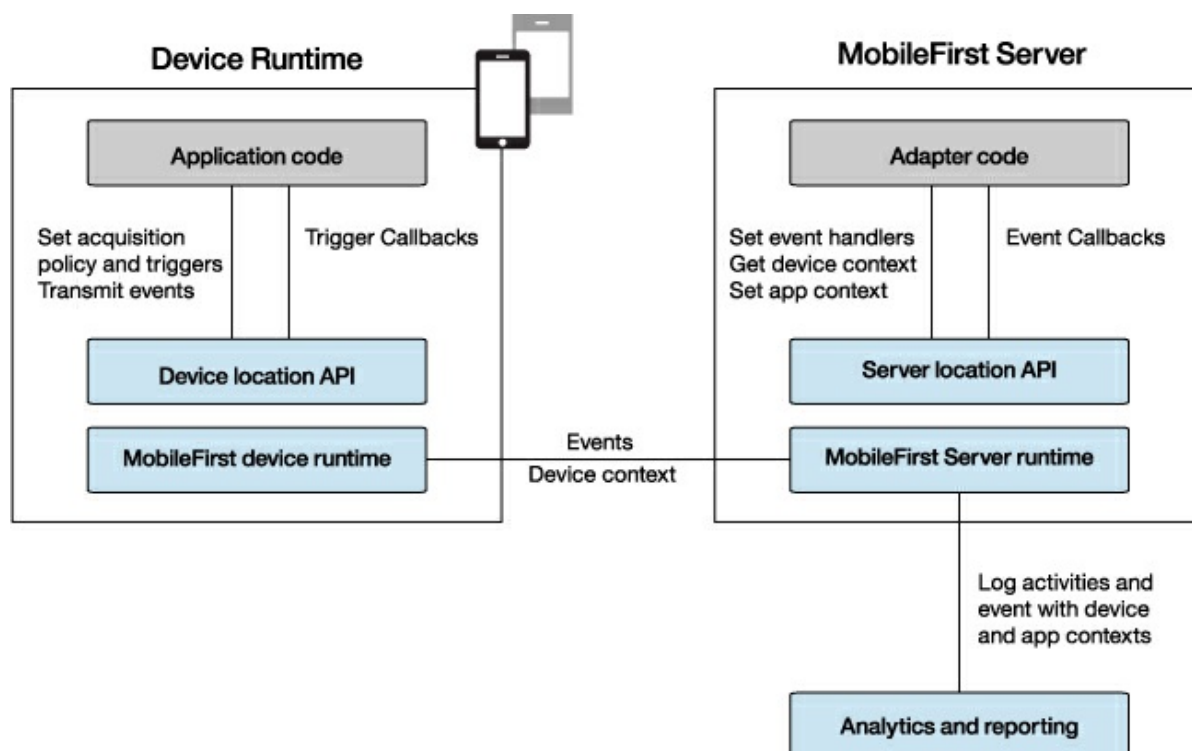 Device Runtime
Application code
Set acquisition
policy and triggers
Transmit events
Trigger Callbacks
Device location API
MobileFirst device runtime
Events
Device context
MobileFirst Server
Adapter code
Set event handlers
Get device context
Set app context
Event Callbacks
Server location API
MobileFirst Server runtime
Log activities and
event with device
and app contexts
Analytics and reporting